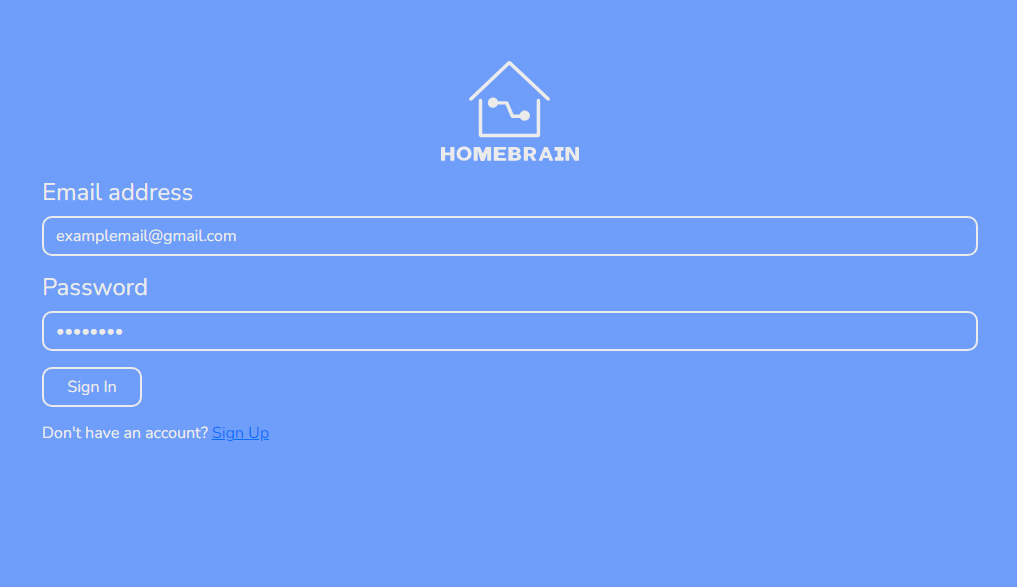 HOMEBRAIN
Email address
examplemail@gmail.com
Password
••••••••
Sign In
Don't have an account? Sign Up